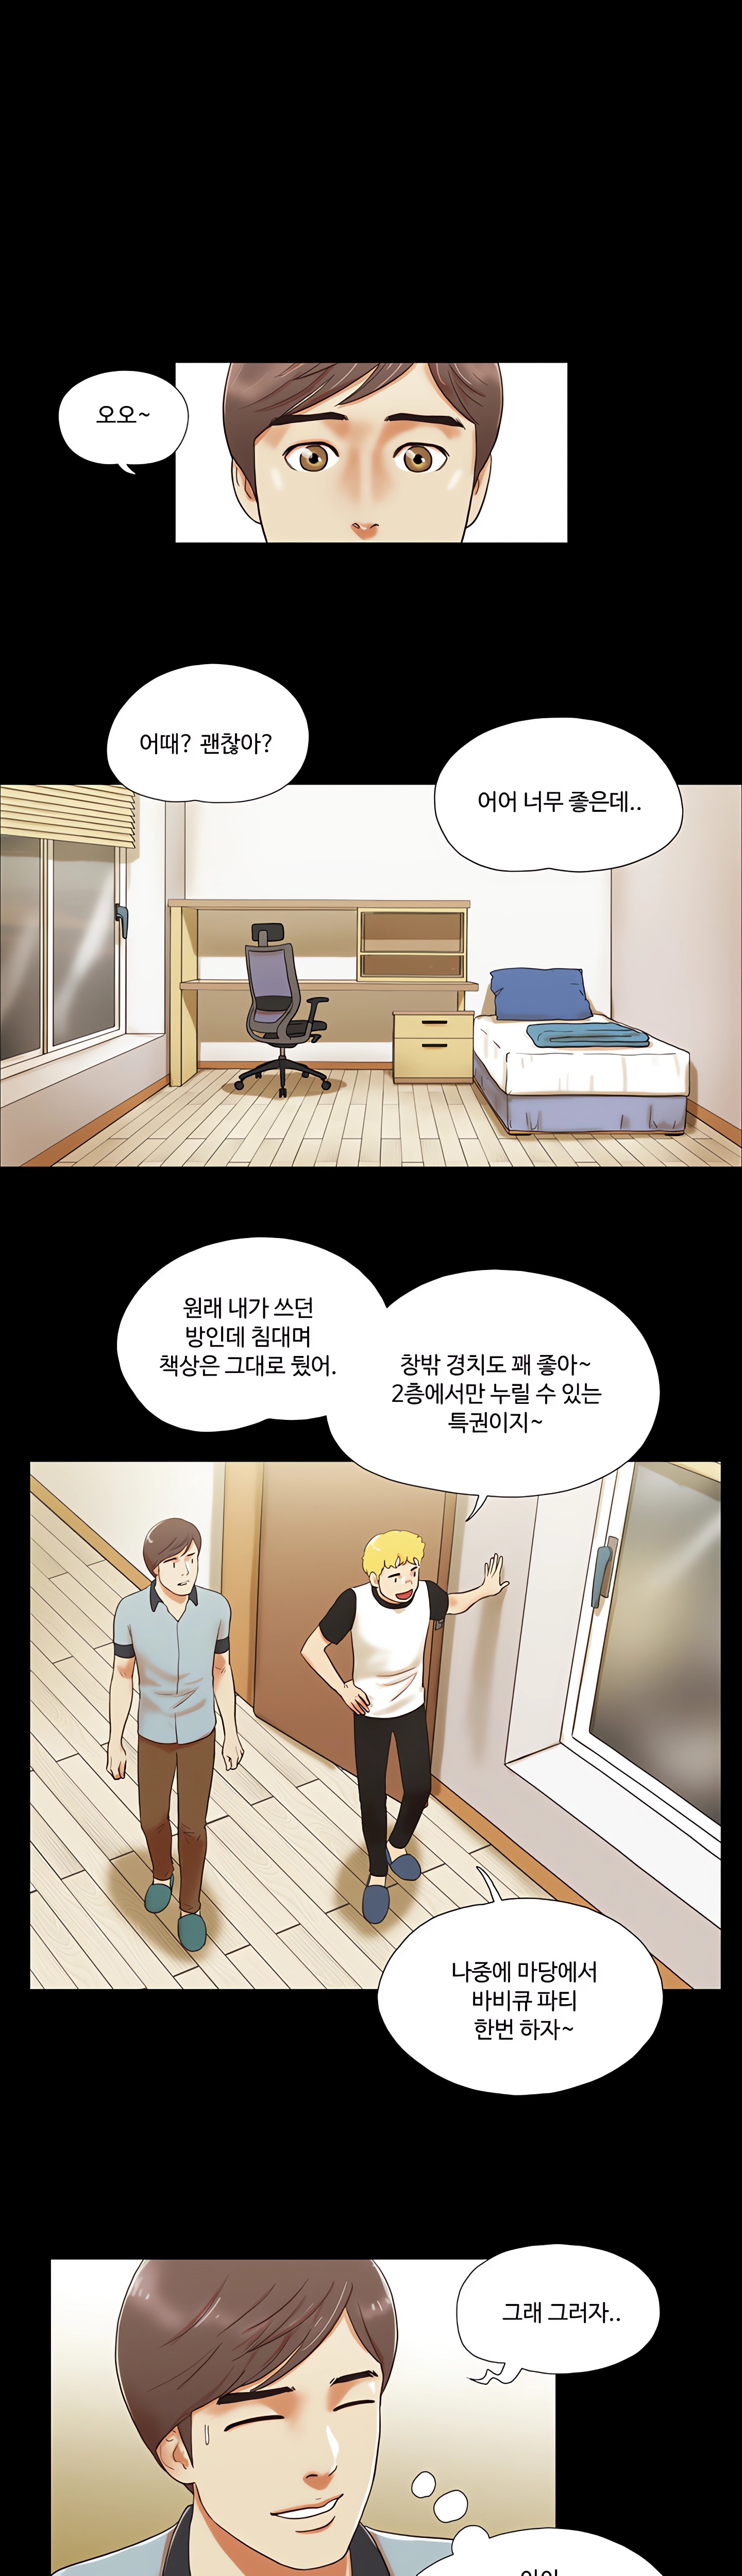 오오~
어때? 괜찮아?
어어 너무 좋은데..
원래 내가 쓰던
방인데 침대며
책상은 그대로 뒀어.
창밖 경치도 꽤 좋아~
2층에서만 누릴 수 있는
특권이지~
나중에 마당에서
바비큐 파티
한번 하자~
그래 그러자..